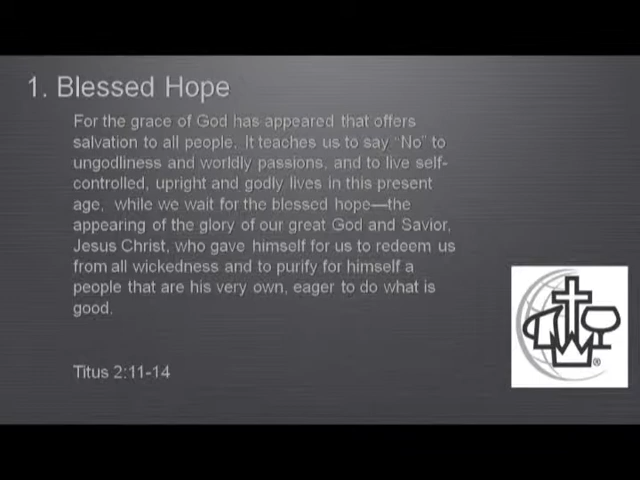 1. Blessed Hope
For the grace of God has appeared that offers
salvation to all people. It teaches us to say “No” to
ungodliness and worldly passions, and to live self-
controlled, upright and godly lives in this present
age, while we wait for the blessed hope—the
appearing of the glory of our great God and Savior,
Jesus Christ, who gave himself for us to redeem us
from all wickedness and to purify for himself a
people that are his very own, eager to do what is
good.
Titus 2:11-14
®